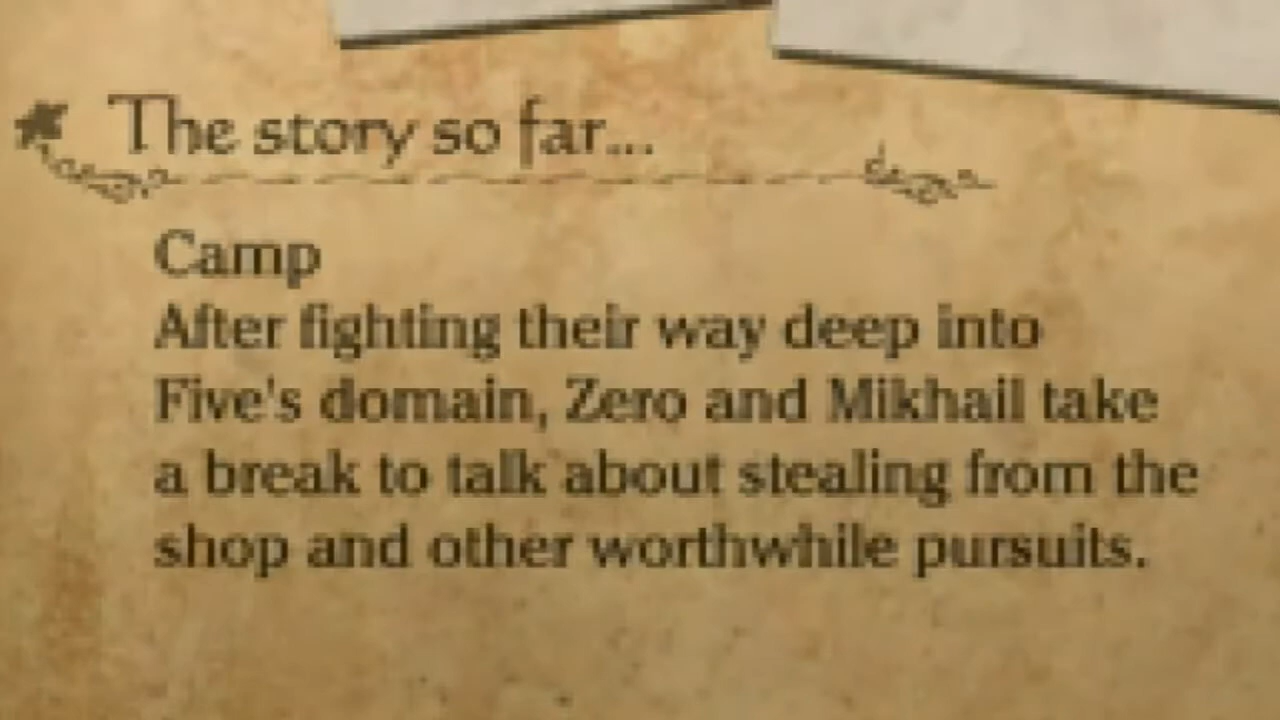 The story so far...
Camp
After fighting their way deep into
Five's domain, Zero and Mikhail take
a break to talk about stealing from the
shop and other worthwhile pursuits.